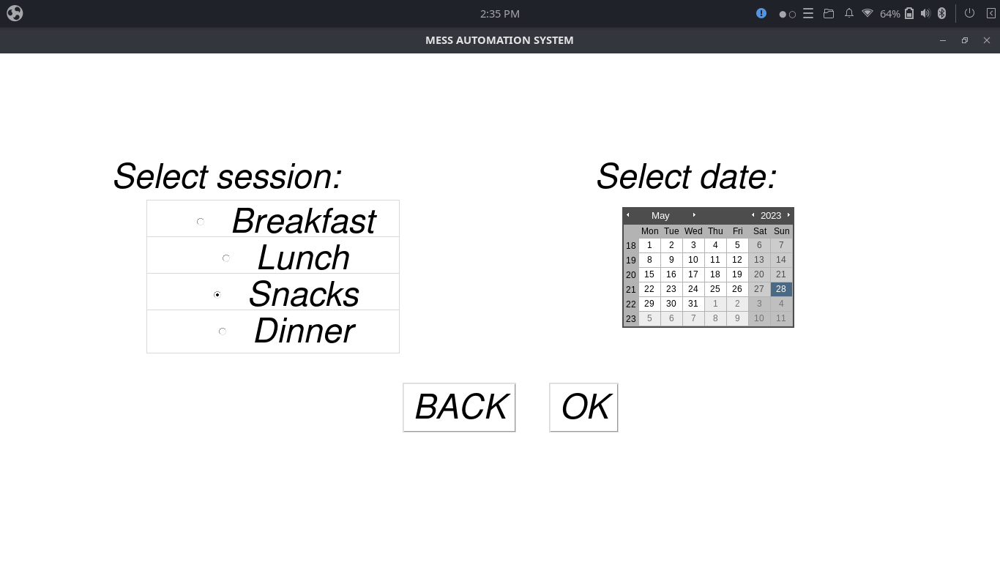 2:35 PM 64%
MESS AUTOMATION SYSTEM
Select session:
Breakfast
Lunch
Snacks
Dinner
Select date:
May 2023
Mon Tue Wed Thu Fri Sat Sun
18 1 2 3 4 5 6 7
19 8 9 10 11 12 13 14
20 15 16 17 18 19 20 21
21 22 23 24 25 26 27 28
22 29 30 31 1 2 3 4
23 5 6 7 8 9 10 11
BACK OK